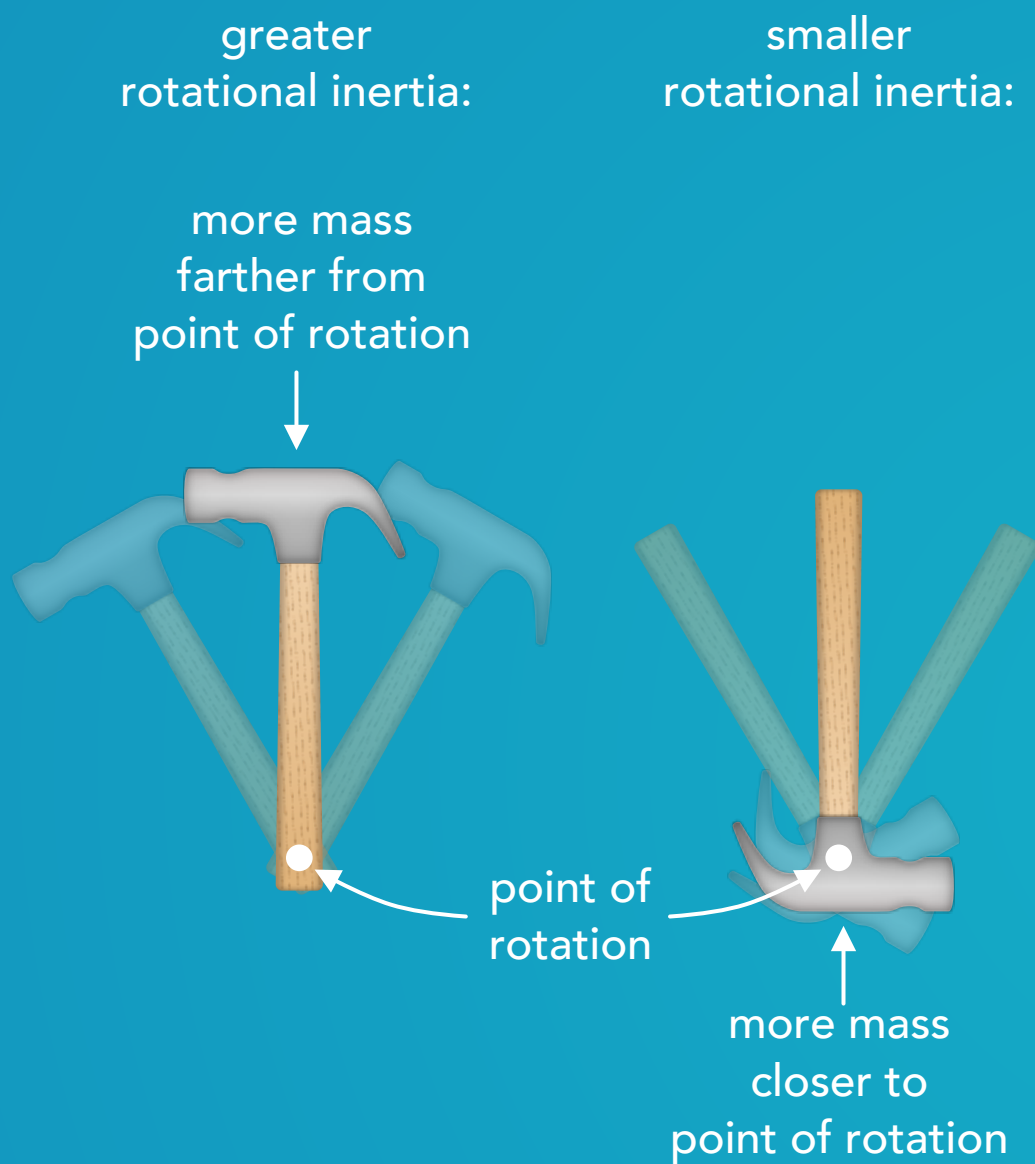 greater
rotational inertia:
more mass
farther from
point of rotation
smaller
rotational inertia:
point of
rotation
more mass
closer to
point of rotation